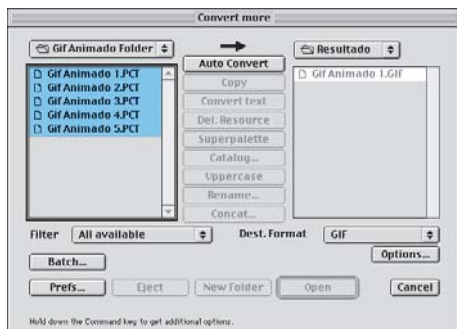 Convert more
Gif Animado Folder
Resultado
Auto Convert
Gif Animado 1.PCT
Gif Animado 2.PCT
Gif Animado 3.PCT
Gif Animado 4.PCT
Gif Animado 5.PCT
Copy
Convert text
Del. Resource
Superpalette
Catalog...
Uppercase
Rename...
Concat...
Gif Animado 1.GIF
Filter All available
Dest. Format GIF
Batch...
Options...
Prefs... Eject New Folder Open Cancel
Hold down the Command key to get additional options.